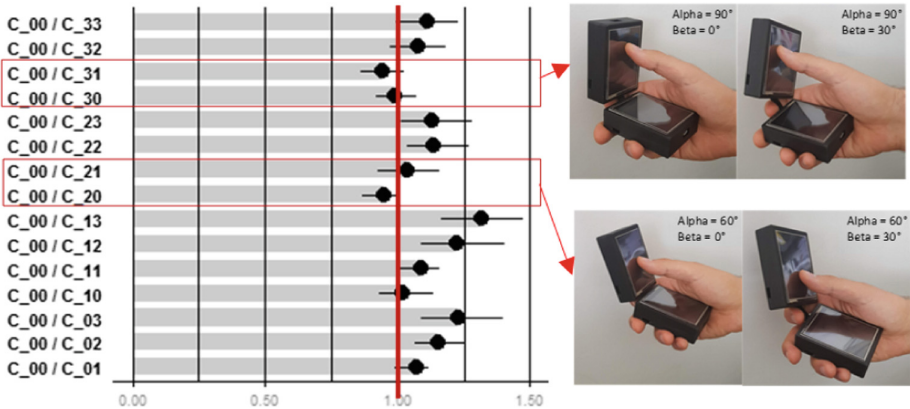 C_00 / C_33
C_00 / C_32
C_00 / C_31
C_00 / C_30
C_00 / C_23
C_00 / C_22
C_00 / C_21
C_00 / C_20
C_00 / C_13
C_00 / C_12
C_00 / C_11
C_00 / C_10
C_00 / C_03
C_00 / C_02
C_00 / C_01
0.00 0.50 1.00 1.50
Alpha = 90°
Beta = 0°
Alpha = 90°
Beta = 30°
Alpha = 60°
Beta = 0°
Alpha = 60°
Beta = 30°